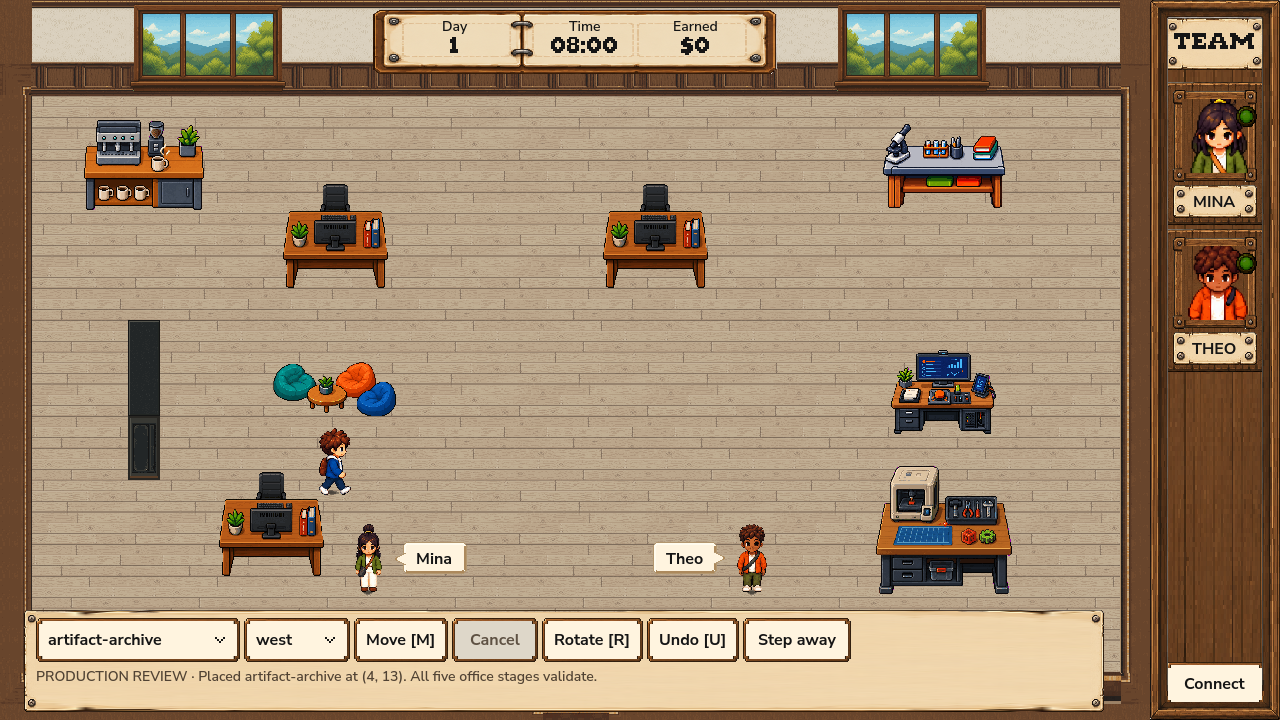 Day
1
Time
08:00
Earned
$0
TEAM
MINA
THEO
Mina
Theo
artifact-archive
west
Move [M]
Cancel
Rotate [R]
Undo [U]
Step away
PRODUCTION REVIEW · Placed artifact-archive at (4, 13). All five office stages validate.
Connect